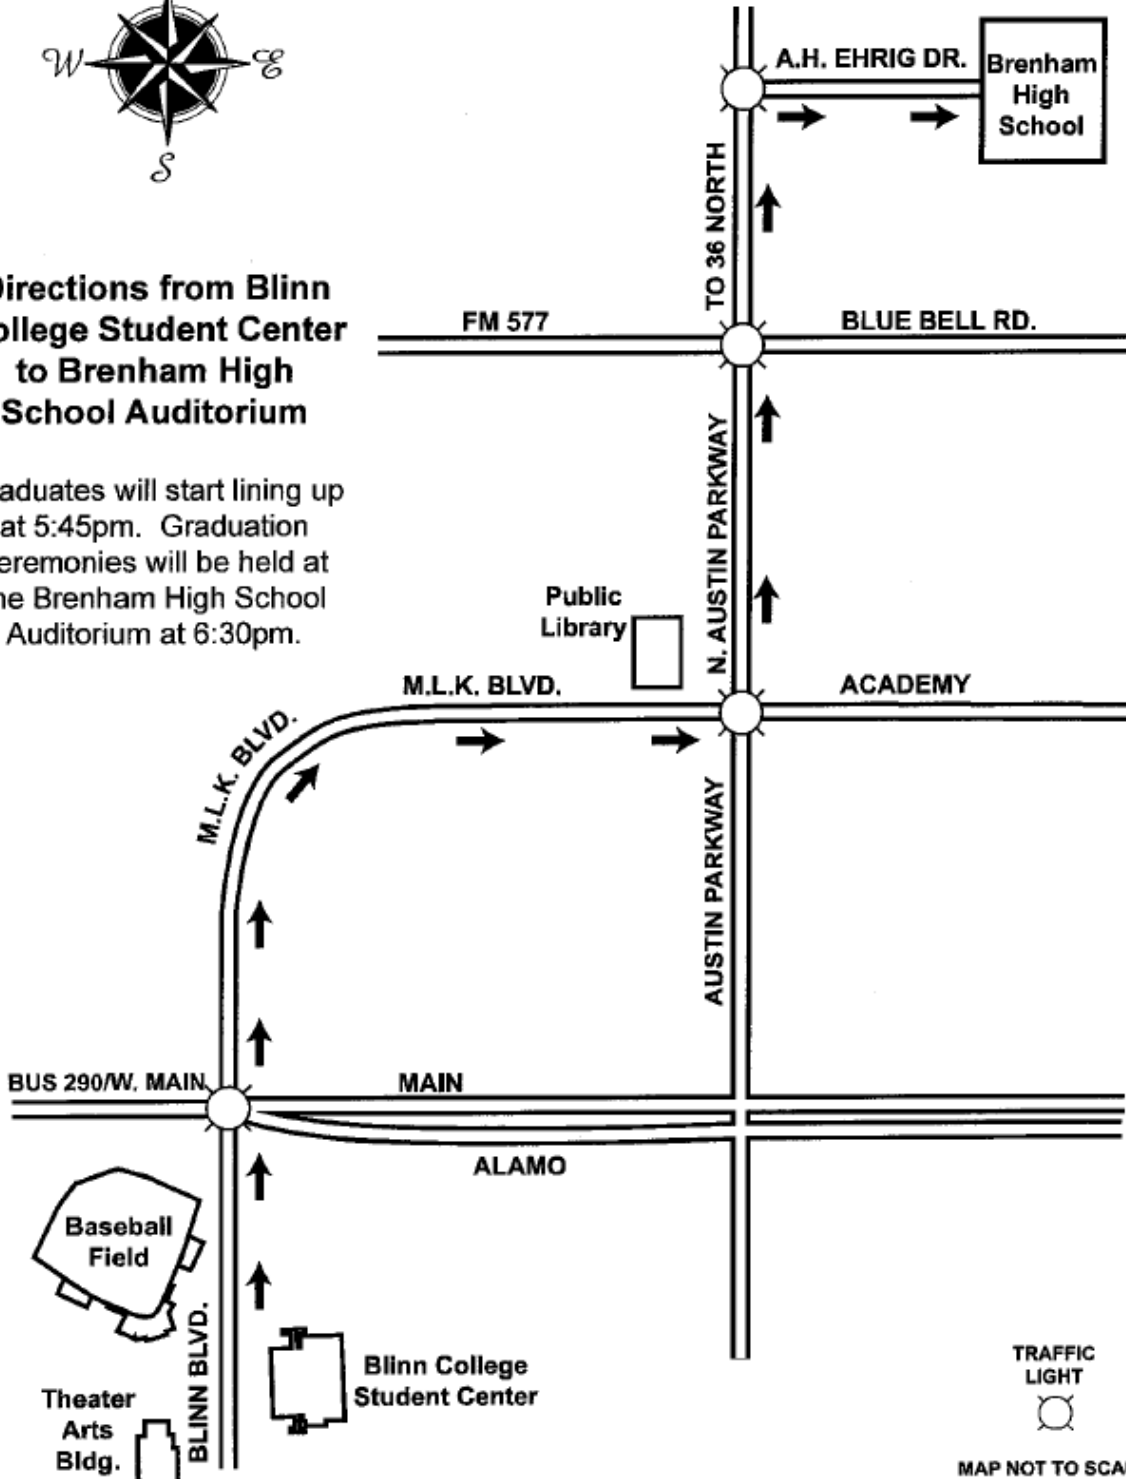 W
E
S
A.H. EHRIG DR.
Brenham
High
School
TO 36 NORTH
irections from Blinn
ollege Student Center
to Brenham High
School Auditorium
FM 577
BLUE BELL RD.
aduates will start lining up
at 5:45pm. Graduation
eremonies will be held at
he Brenham High School
Auditorium at 6:30pm.
N. AUSTIN PARKWAY
Public
Library
M.L.K. BLVD.
ACADEMY
M.L.K. BLVD.
AUSTIN PARKWAY
BUS 290/W. MAIN
MAIN
ALAMO
Baseball
Field
BLINN BLVD.
Blinn College
Student Center
Theater
Arts
Bldg.
TRAFFIC
LIGHT
MAP NOT TO SCA